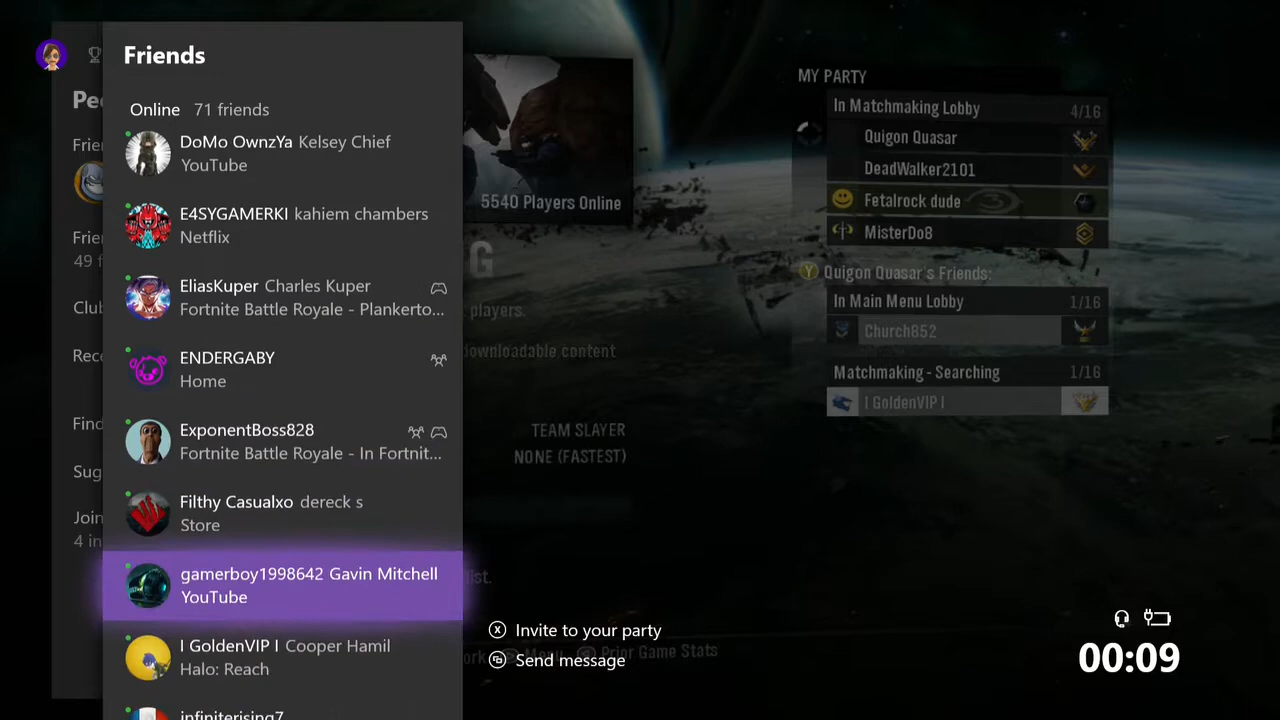 Friends
Online 71 friends
DoMo OwnzYa Kelsey Chief
YouTube
E4SYGAMERKI kahiem chambers
Netflix
EliasKuper Charles Kuper
Fortnite Battle Royale - Plankerto...
ENDERGABY
Home
ExponentBoss828
Fortnite Battle Royale - In Fortnit...
Filthy Casualxo dereck s
Store
gamerboy1998642 Gavin Mitchell
YouTube
I GoldenVIP I Cooper Hamil
Halo: Reach
infiniterising7
Pe
Frie
Frie
49 f
Club
Rece
Find
Sug
Join
4 in
5540 Players Online
G
players.
downloadable content
TEAM SLAYER
NONE (FASTEST)
list.
X Invite to your party
Send message
Menu
Prior Game Stats
MY PARTY
In Matchmaking Lobby 4/16
Quigon Quasar
DeadWalker2101
Fetalrock dude
MisterDo8
Y Quigon Quasar's Friends:
In Main Menu Lobby 1/16
Church852
Matchmaking - Searching 1/16
I GoldenVIP I
00:09